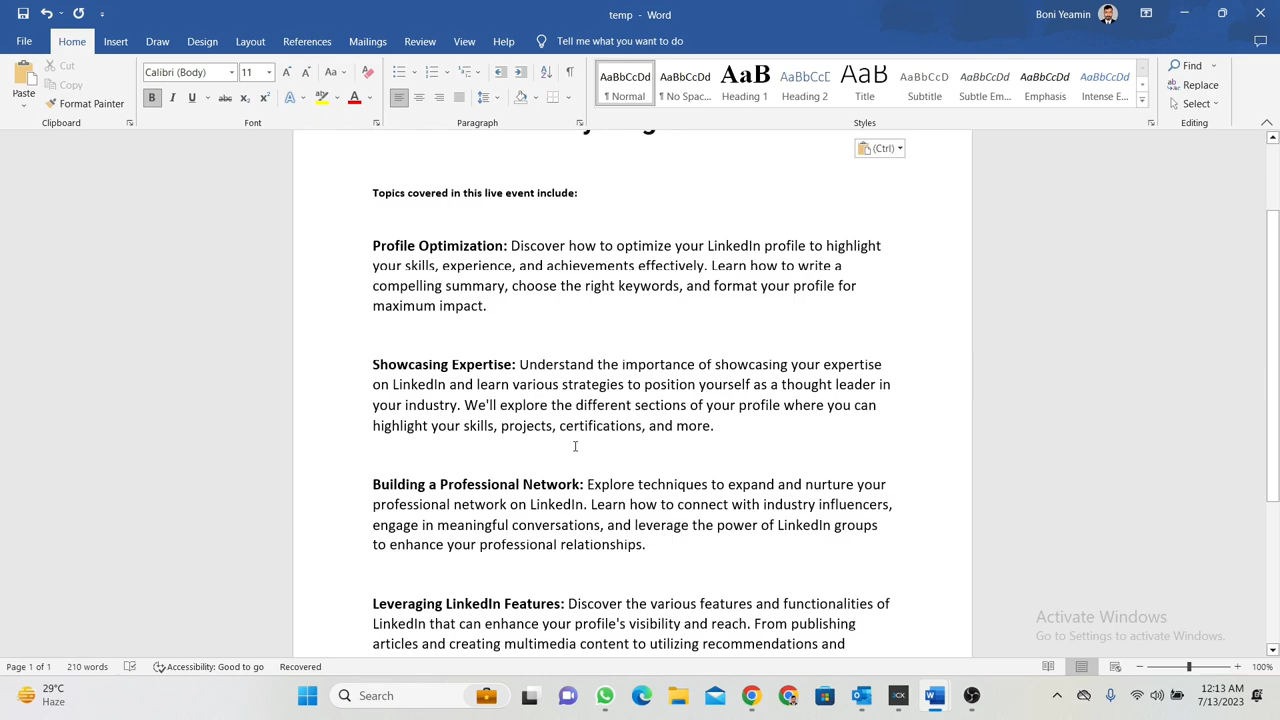 temp - Word
Boni Yeamin
File Home Insert Draw Design Layout References Mailings Review View Help Tell me what you want to do
Paste
Cut
Copy
Format Painter
Clipboard
Calibri (Body) 11
Font
Paragraph
AaBbCcDd AaBbCcDd AaBb AaBbCcD AaB AaBbCcDd AaBbCcDd AaBbCcDd AaBbCcDd
¶ Normal ¶ No Spac... Heading 1 Heading 2 Title Subtitle Subtle Em... Emphasis Intense E...
Styles
Find
Replace
Select
Editing
(Ctrl)
Topics covered in this live event include:
Profile Optimization: Discover how to optimize your LinkedIn profile to highlight
your skills, experience, and achievements effectively. Learn how to write a
compelling summary, choose the right keywords, and format your profile for
maximum impact.
Showcasing Expertise: Understand the importance of showcasing your expertise
on LinkedIn and learn various strategies to position yourself as a thought leader in
your industry. We'll explore the different sections of your profile where you can
highlight your skills, projects, certifications, and more.
Building a Professional Network: Explore techniques to expand and nurture your
professional network on LinkedIn. Learn how to connect with industry influencers,
engage in meaningful conversations, and leverage the power of LinkedIn groups
to enhance your professional relationships.
Leveraging LinkedIn Features: Discover the various features and functionalities of
LinkedIn that can enhance your profile's visibility and reach. From publishing
articles and creating multimedia content to utilizing recommendations and
Activate Windows
Go to Settings to activate Windows.
Page 1 of 1 210 words Accessibility: Good to go Recovered 100%
29°C
Haze
Search
12:13 AM
7/13/2023